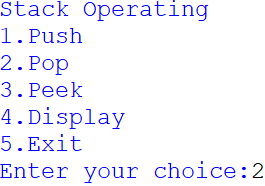 Stack Operating
1.Push
2.Pop
3.Peek
4.Display
5.Exit
Enter your choice:2